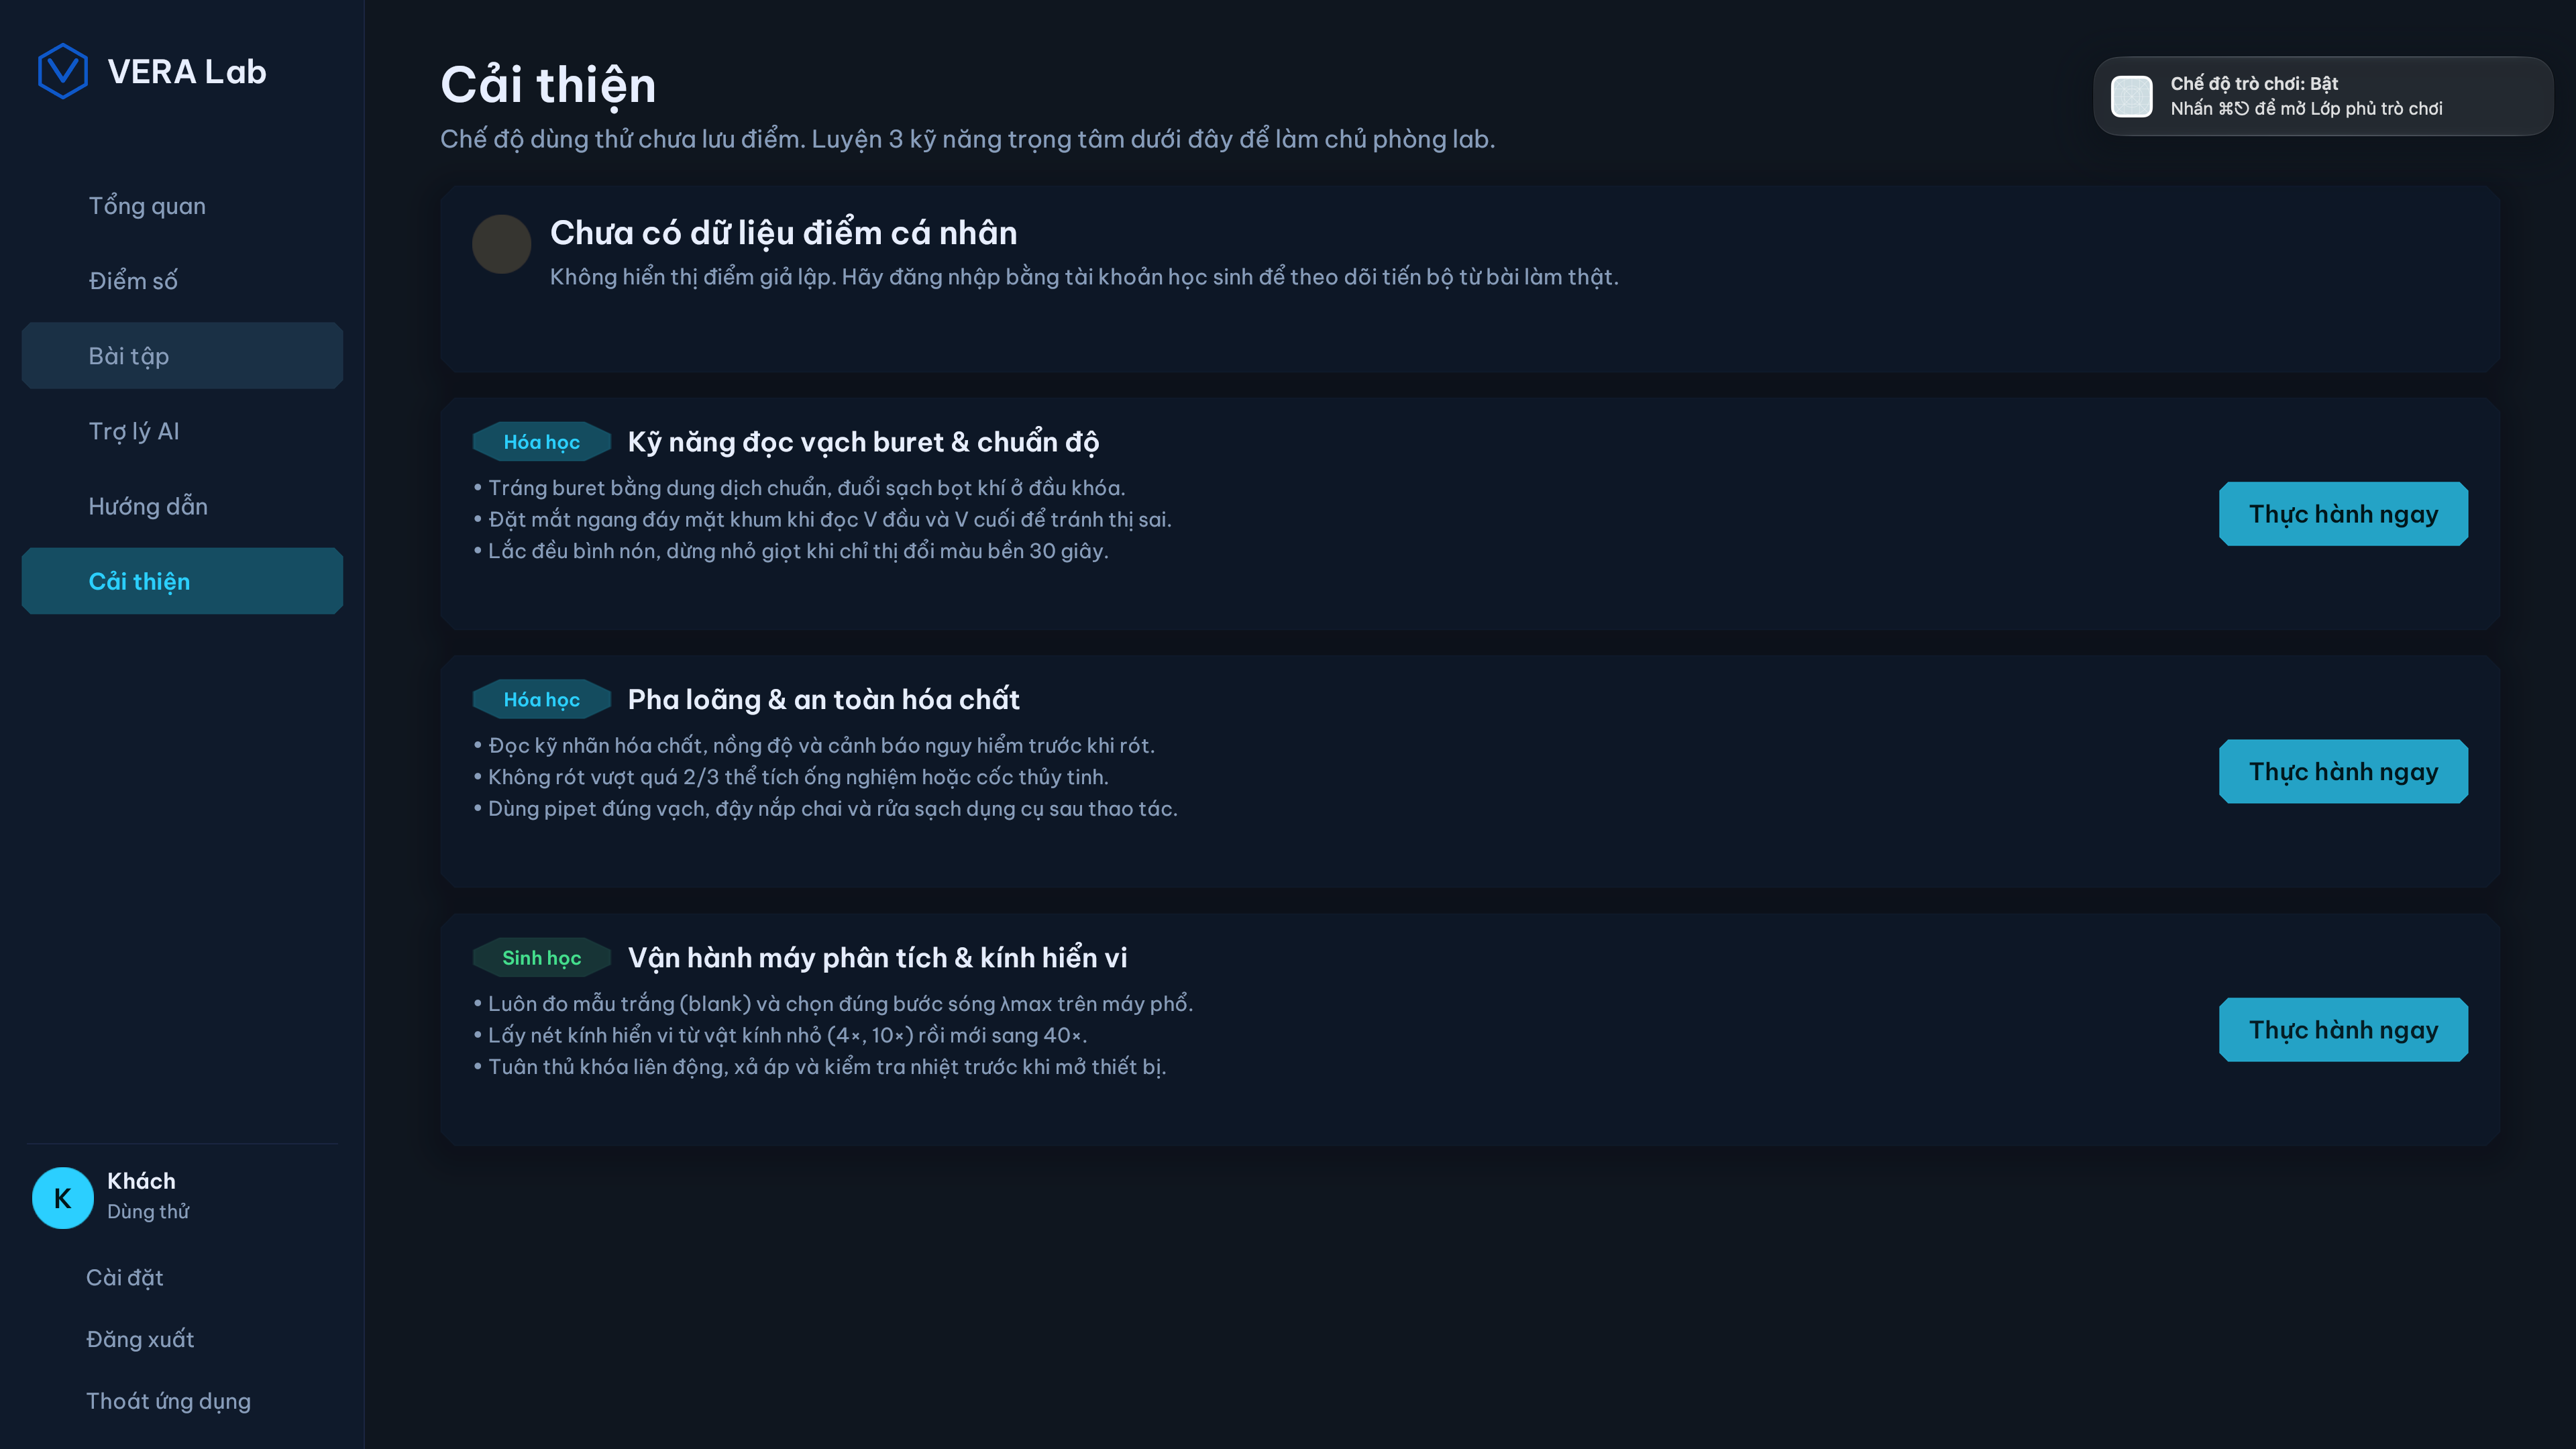 VERA Lab
Tổng quan
Điểm số
Bài tập
Trợ lý AI
Hướng dẫn
Cải thiện
Khách
K
Dùng thử
Cài đặt
Đăng xuất
Thoát ứng dụng
Cải thiện
Chế độ dùng thử chưa lưu điểm. Luyện 3 kỹ năng trọng tâm dưới đây để làm chủ phòng lab.
Chế độ trò chơi: Bật
Nhấn ⌘⎋ để mở Lớp phủ trò chơi
Chưa có dữ liệu điểm cá nhân
Không hiển thị điểm giả lập. Hãy đăng nhập bằng tài khoản học sinh để theo dõi tiến bộ từ bài làm thật.
Hóa học Kỹ năng đọc vạch buret & chuẩn độ
• Tráng buret bằng dung dịch chuẩn, đuổi sạch bọt khí ở đầu khóa.
• Đặt mắt ngang đáy mặt khum khi đọc V đầu và V cuối để tránh thị sai.
• Lắc đều bình nón, dừng nhỏ giọt khi chỉ thị đổi màu bền 30 giây.
Thực hành ngay
Hóa học Pha loãng & an toàn hóa chất
• Đọc kỹ nhãn hóa chất, nồng độ và cảnh báo nguy hiểm trước khi rót.
• Không rót vượt quá 2/3 thể tích ống nghiệm hoặc cốc thủy tinh.
• Dùng pipet đúng vạch, đậy nắp chai và rửa sạch dụng cụ sau thao tác.
Thực hành ngay
Sinh học Vận hành máy phân tích & kính hiển vi
• Luôn đo mẫu trắng (blank) và chọn đúng bước sóng λmax trên máy phổ.
• Lấy nét kính hiển vi từ vật kính nhỏ (4×, 10×) rồi mới sang 40×.
• Tuân thủ khóa liên động, xả áp và kiểm tra nhiệt trước khi mở thiết bị.
Thực hành ngay